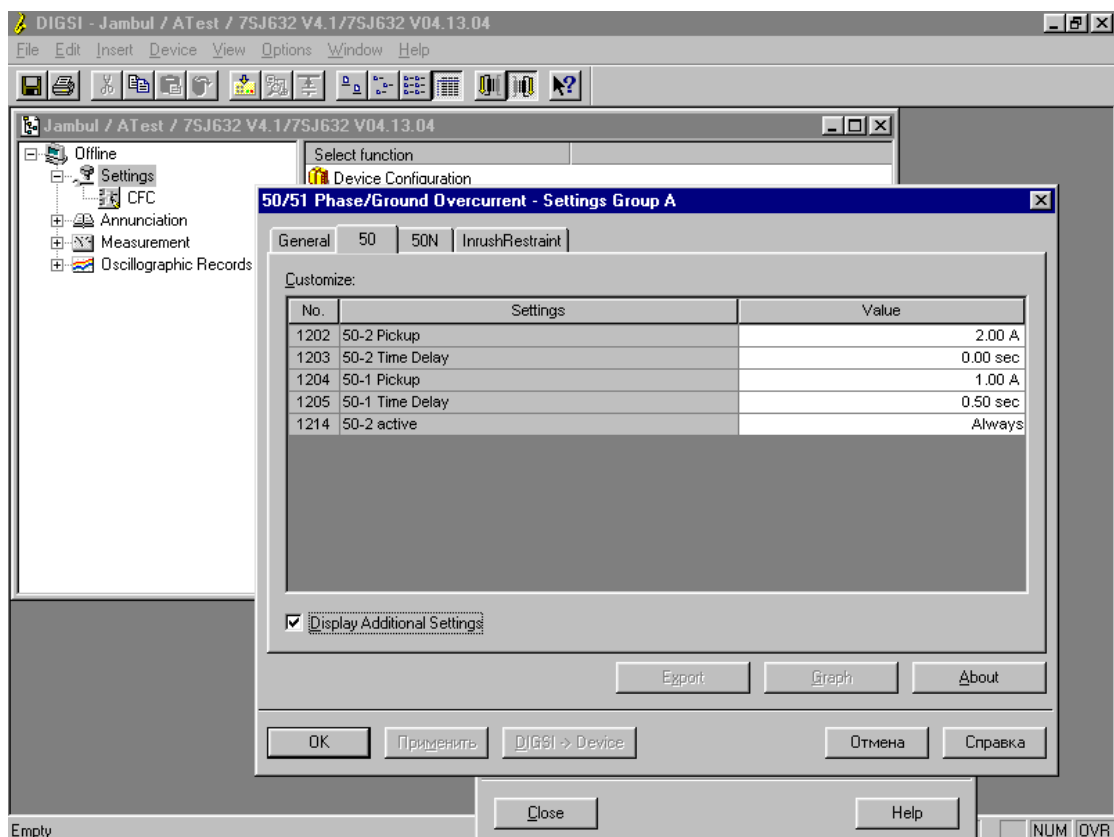 DIGSI - Jambul / ATest / 7SJ632 V4.1/7SJ632 V04.13.04
File Edit Insert Device View Options Window Help
Jambul / ATest / 7SJ632 V4.1/7SJ632 V04.13.04
Offline
Settings
CFC
Annunciation
Measurement
Oscillographic Records
Select function
Device Configuration
50/51 Phase/Ground Overcurrent - Settings Group A
General 50 50N InrushRestraint
Customize:
No. Settings Value
1202 50-2 Pickup 2.00 A
1203 50-2 Time Delay 0.00 sec
1204 50-1 Pickup 1.00 A
1205 50-1 Time Delay 0.50 sec
1214 50-2 active Always
Display Additional Settings
Export Graph About
OK Применить DIGSI -> Device Отмена Справка
Close Help
Empty NUM OVR